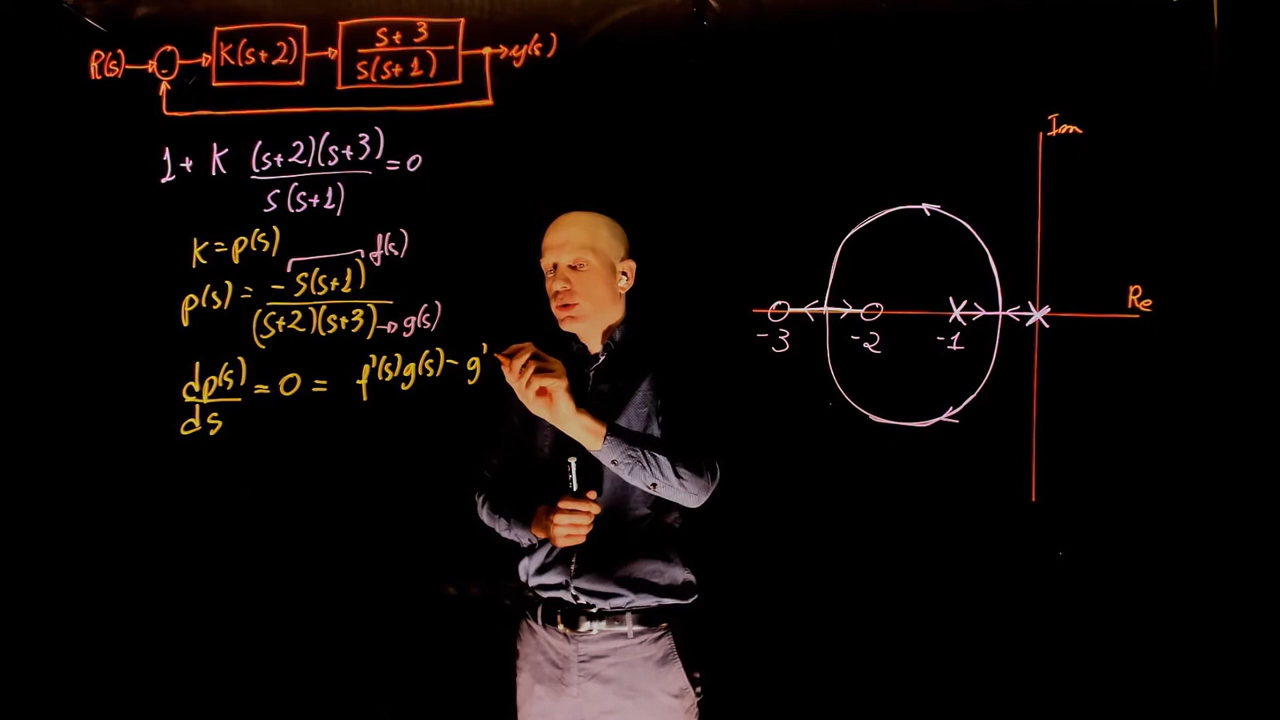 R(s) - K(s+2) s+3 / s(s+1) y(s)
1+ K (s+2)(s+3) / s(s+1) =0
K=p(s)
p(s)= -s(s+1) / (s+2)(s+3) f(s) → g(s)
dp(s)/ds = 0 = f'(s)g(s)- g'
Im
Re
-3 -2 -1